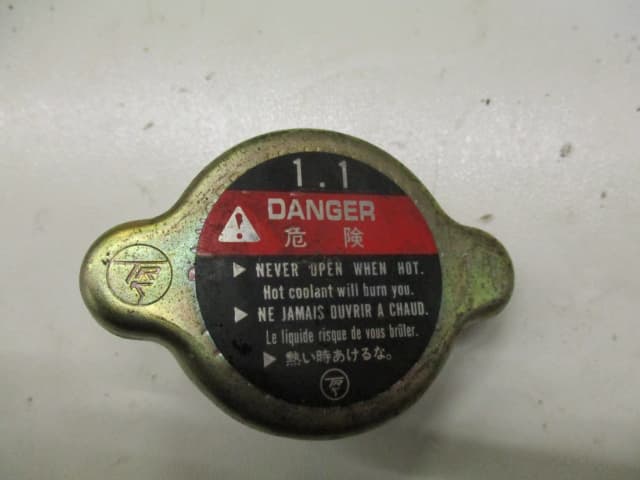 1.1
DANGER
危険
NEVER OPEN WHEN HOT.
Hot coolant will burn you.
NE JAMAIS OUVRIR A CHAUD.
Le liquide risque de vous brûler.
熱い時あけるな。